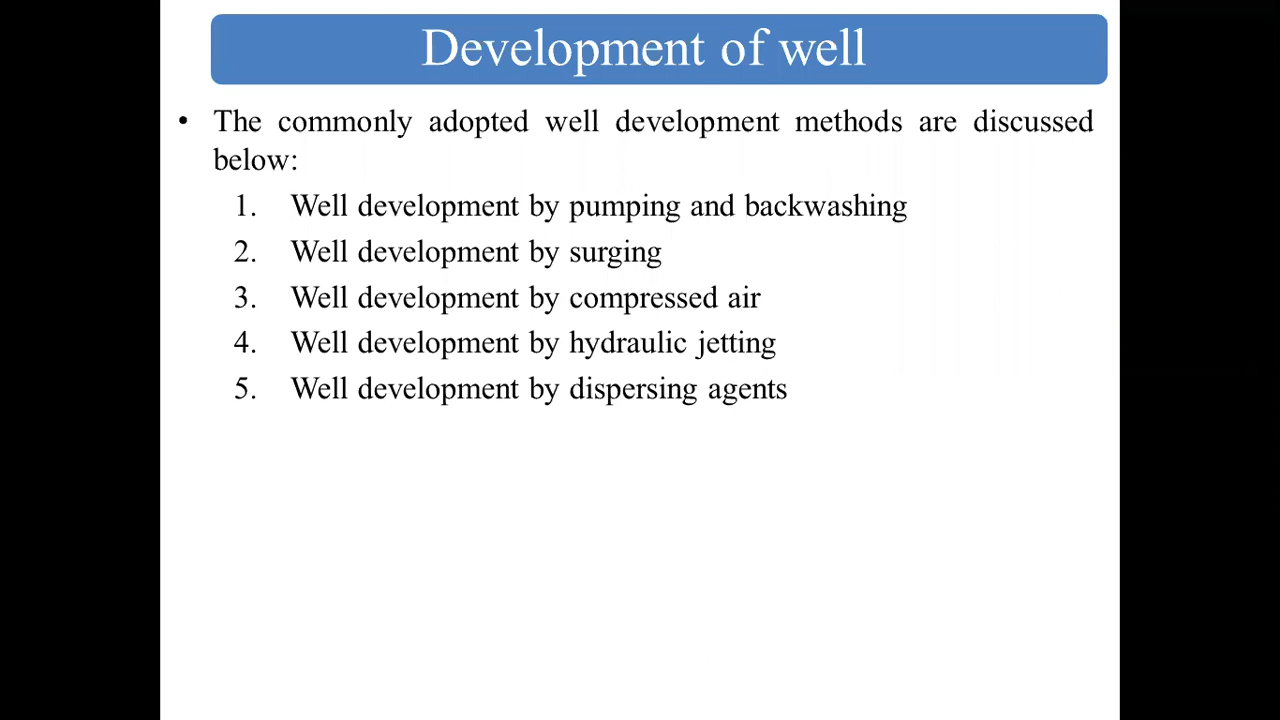 Development of well
• The commonly adopted well development methods are discussed
below:
1. Well development by pumping and backwashing
2. Well development by surging
3. Well development by compressed air
4. Well development by hydraulic jetting
5. Well development by dispersing agents